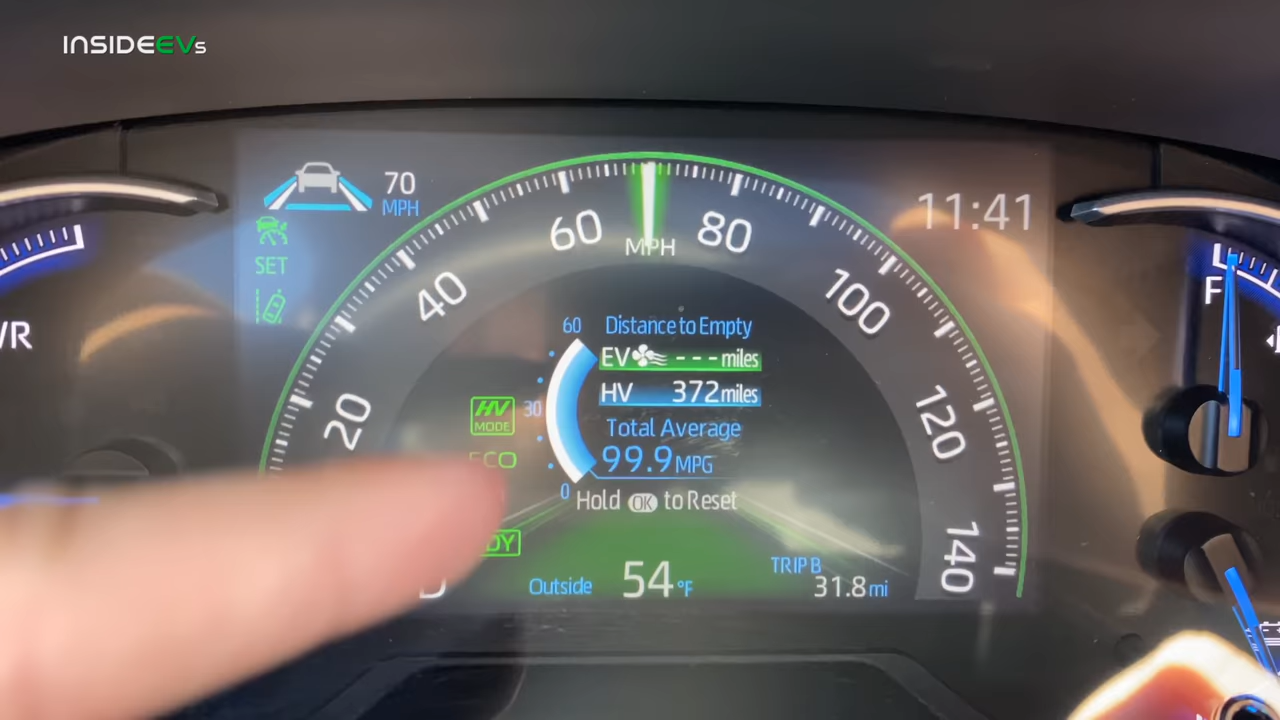 INSIDEEVs
70
MPH
11:41
SET
60
80
MPH
40
100
F
20
120
140
60
Distance to Empty
EV --- miles
30
HV 372 miles
HV
MODE
Total Average
ECO
99.9 MPG
0
Hold OK to Reset
Outside 54 °F
TRIP B
31.8 mi